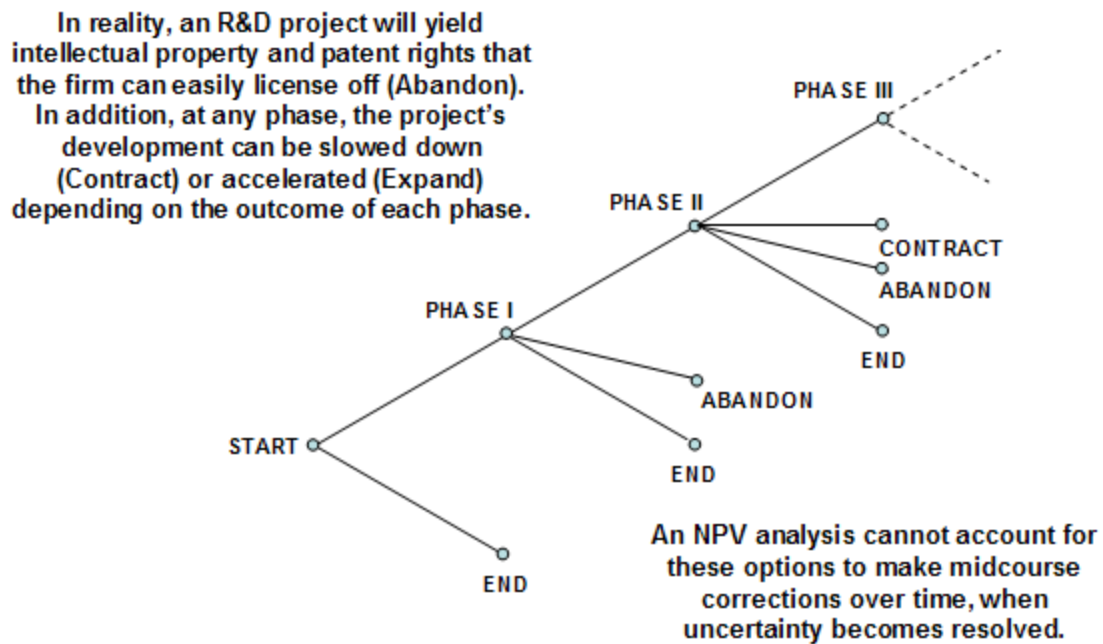 In reality, an R&D project will yield
intellectual property and patent rights that
the firm can easily license off (Abandon).
In addition, at any phase, the project's
development can be slowed down
(Contract) or accelerated (Expand)
depending on the outcome of each phase.
PHASE III
PHASE II
CONTRACT
ABANDON
PHASE I
END
ABANDON
START
END
END
An NPV analysis cannot account for
these options to make midcourse
corrections over time, when
uncertainty becomes resolved.